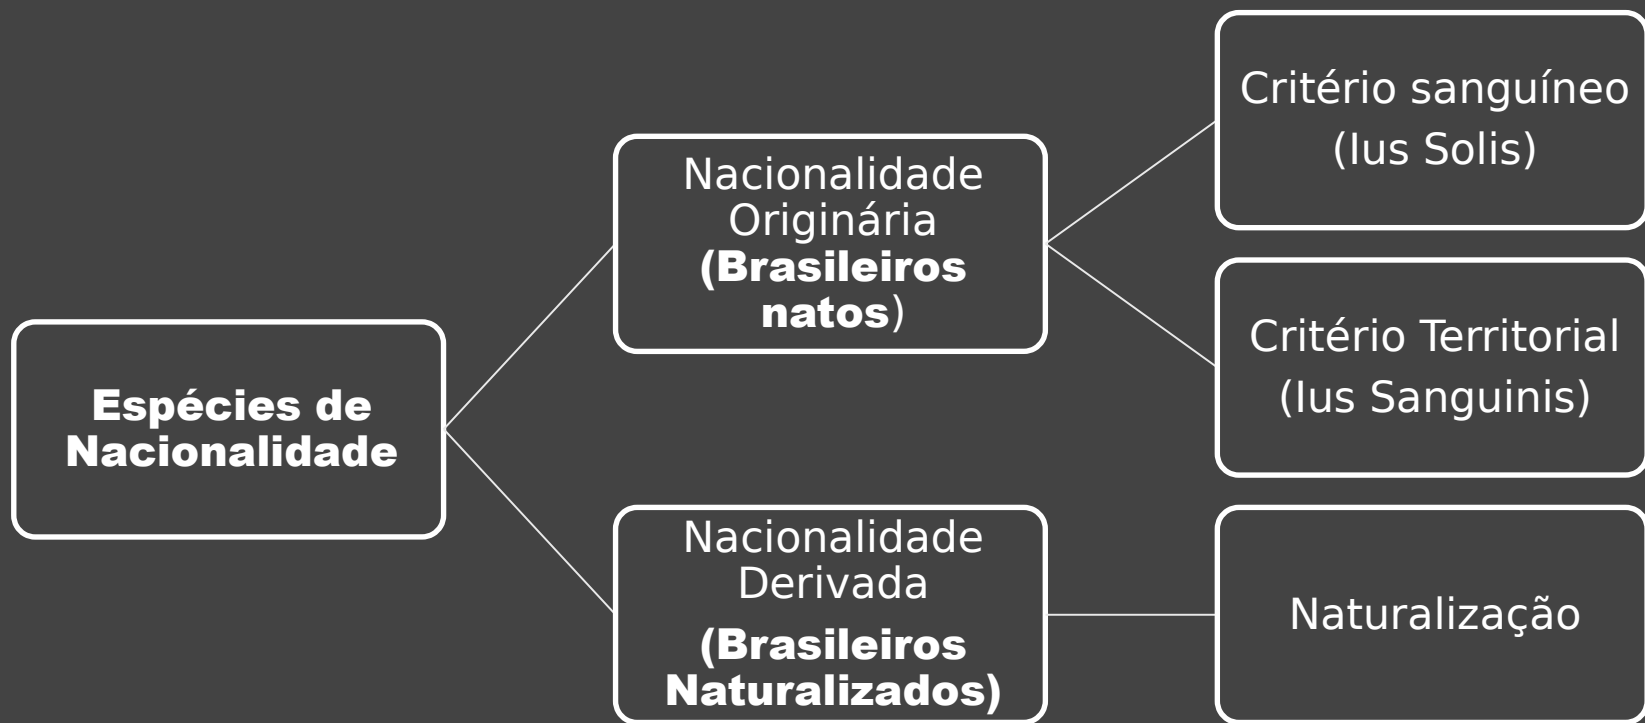 Espécies de
Nacionalidade
Nacionalidade
Originária
(Brasileiros
natos)
Critério sanguíneo
(Ius Solis)
Critério Territorial
(Ius Sanguinis)
Nacionalidade
Derivada
(Brasileiros
Naturalizados)
Naturalização